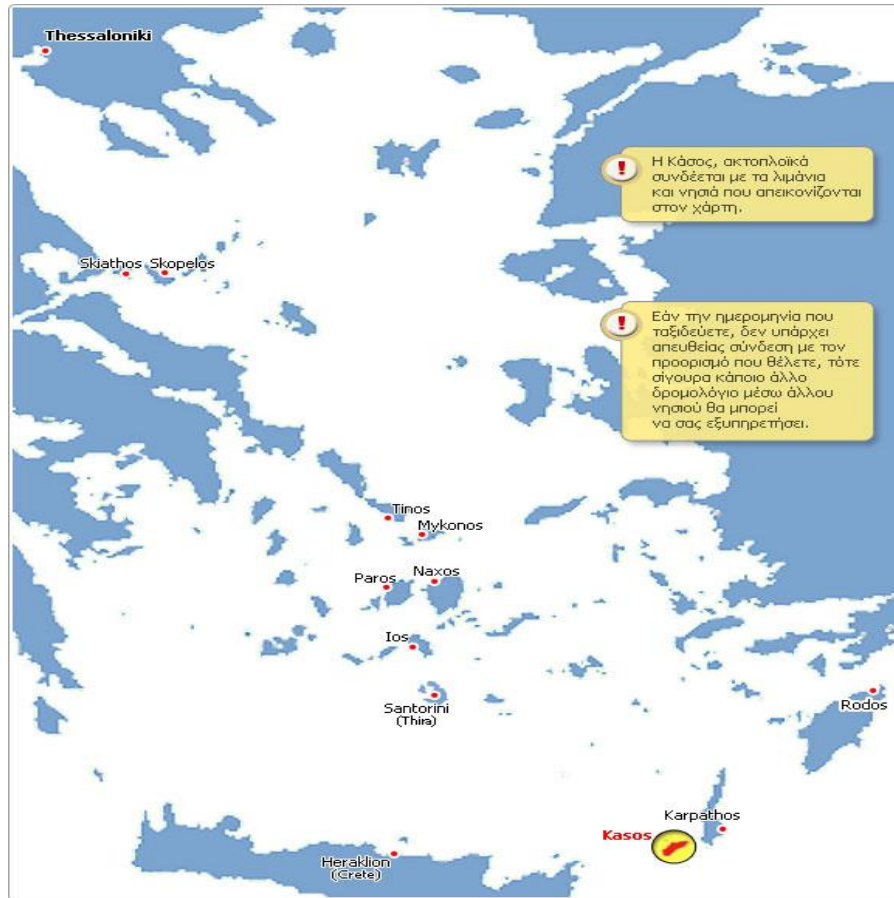 Thessaloniki
!
Η Κάσος, ακτοπλοϊκά
συνδέεται με τα λιμάνια
και νησιά που απεικονίζονται
στον χάρτη.
Skiathos Skopelos
!
Εάν την ημερομηνία που
ταξιδεύετε, δεν υπάρχει
απευθείας σύνδεση με τον
προορισμό που θέλετε, τότε
σίγουρα κάποιο άλλο
δρομολόγιο μέσω άλλου
νησιού θα μπορεί
να σας εξυπηρετήσει.
Tinos
Mykonos
Paros
Naxos
Ios
Santorini
(Thira)
Rodos
Karpathos
Kasos
Heraklion
(Crete)